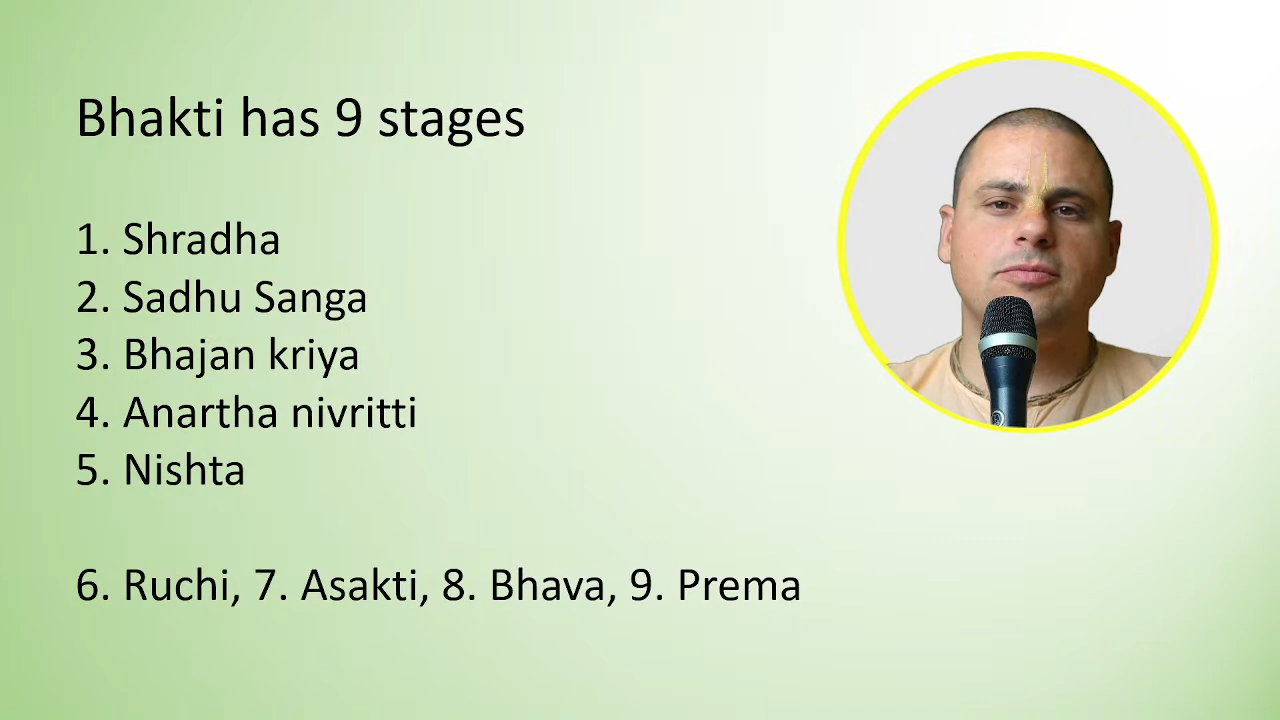 Bhakti has 9 stages
1. Shradha
2. Sadhu Sanga
3. Bhajan kriya
4. Anartha nivritti
5. Nishta
6. Ruchi, 7. Asakti, 8. Bhava, 9. Prema